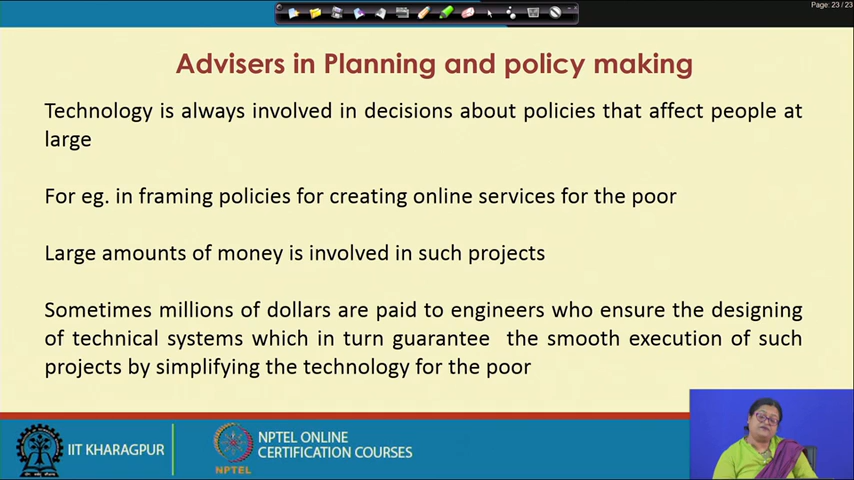 Page: 23 / 23
Advisers in Planning and policy making
Technology is always involved in decisions about policies that affect people at
large
For eg. in framing policies for creating online services for the poor
Large amounts of money is involved in such projects
Sometimes millions of dollars are paid to engineers who ensure the designing
of technical systems which in turn guarantee the smooth execution of such
projects by simplifying the technology for the poor
IIT KHARAGPUR
NPTEL
NPTEL ONLINE
CERTIFICATION COURSES